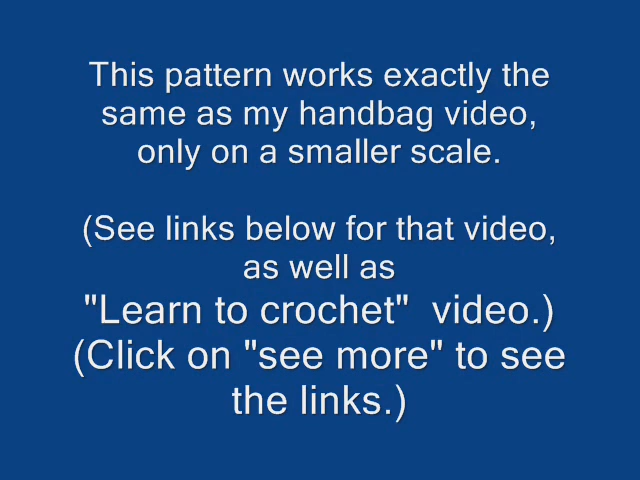 This pattern works exactly the
same as my handbag video,
only on a smaller scale.
(See links below for that video,
as well as
"Learn to crochet"  video.)
(Click on "see more" to see
the links.)